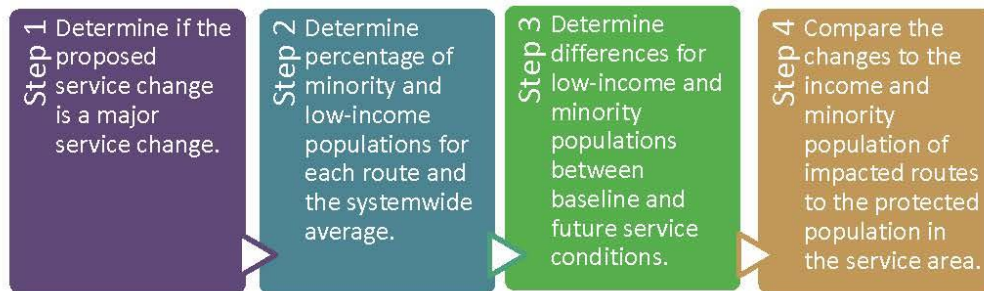 Step 1
Determine if the
proposed
service change
is a major
service change.
Step 2
Determine
percentage of
minority and
low-income
populations for
each route and
the systemwide
average.
Step 3
Determine
differences for
low-income and
minority
populations
between
baseline and
future service
conditions.
Step 4
Compare the
changes to the
income and
minority
population of
impacted routes
to the protected
population in
the service area.